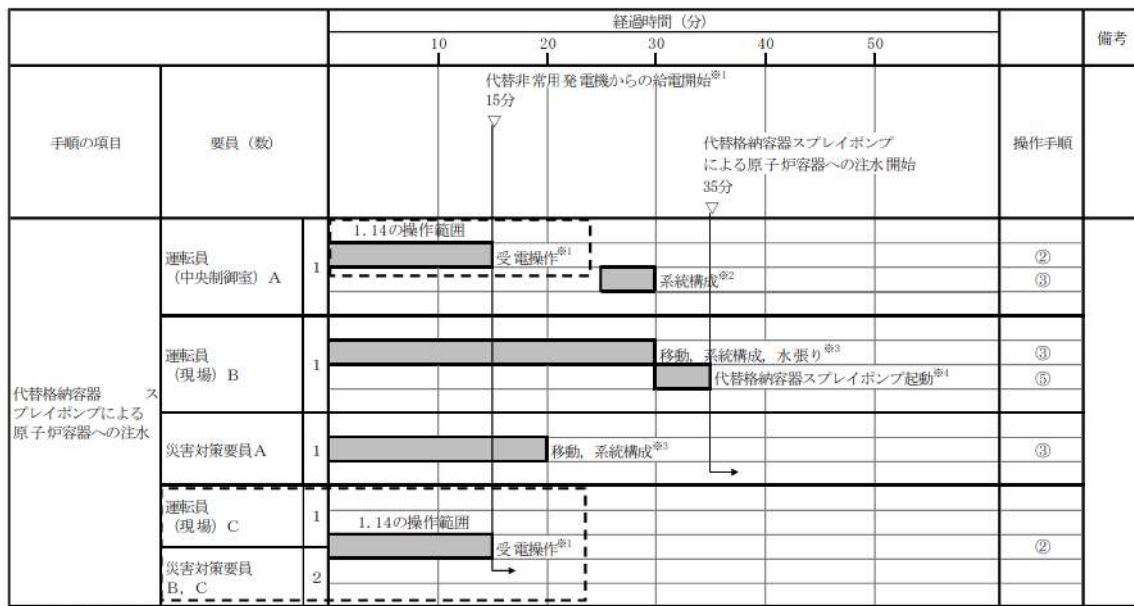 経過時間（分）
備考
10 20 30 40 50
手順の項目
要員（数）
操作手順
代替非常用発電機からの給電開始※1
15分
▽
代替格納容器スプレイポンプ
による原子炉容器への注水開始
35分
▽
代替格納容器 ス
プレイポンプによる
原子炉容器への注水
運転員
（中央制御室）A
1
1.14の操作範囲
受電操作※1
②
系統構成※2
③
運転員
（現場）B
1
移動，系統構成，水張り※3
③
代替格納容器スプレイポンプ起動※4
⑤
災害対策要員A
1
移動，系統構成※3
③
運転員
（現場）C
1
1.14の操作範囲
受電操作※1
②
災害対策要員
B，C
2